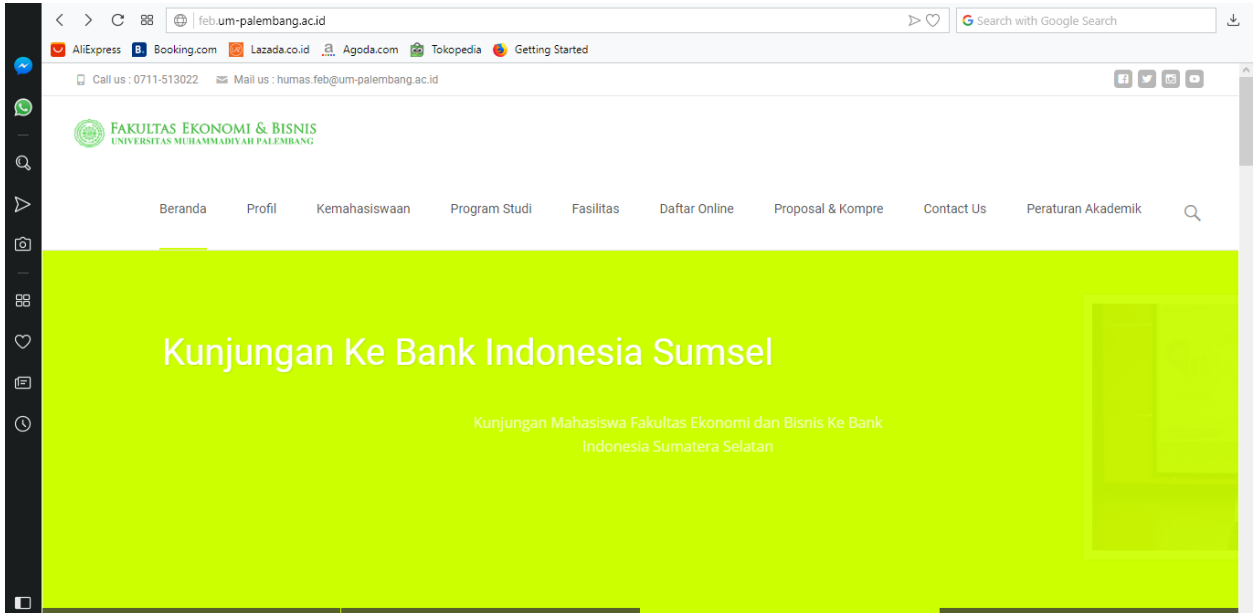 feb.um-palembang.ac.id
G Search with Google Search
AliExpress B. Booking.com Lazada.co.id a Agoda.com Tokopedia Getting Started
Call us : 0711-513022 Mail us : humas.feb@um-palembang.ac.id
FAKULTAS EKONOMI & BISNIS
UNIVERSITAS MUHAMMADIYAH PALEMBANG
Beranda Profil Kemahasiswaan Program Studi Fasilitas Daftar Online Proposal & Kompre Contact Us Peraturan Akademik
Kunjungan Ke Bank Indonesia Sumsel
Kunjungan Mahasiswa Fakultas Ekonomi dan Bisnis Ke Bank
Indonesia Sumatera Selatan